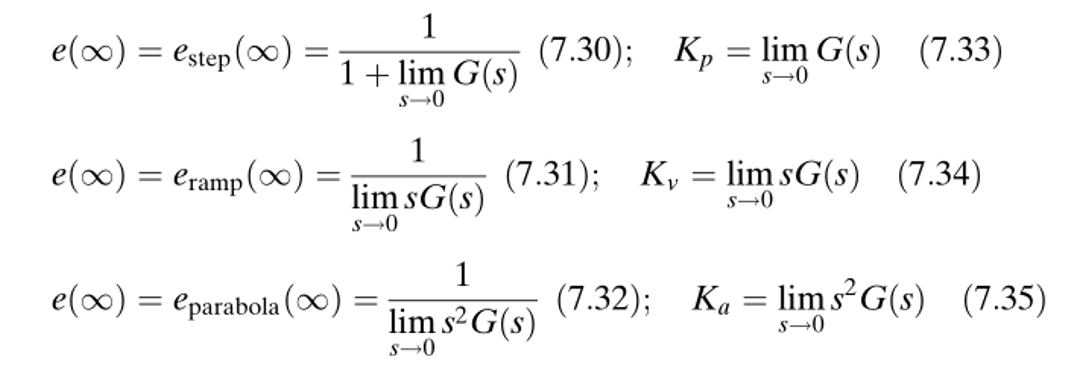 e(∞) = e_step(∞) = 1 / (1 + lim_{s→0} G(s)) (7.30); K_p = lim_{s→0} G(s) (7.33)
e(∞) = e_ramp(∞) = 1 / (lim_{s→0} sG(s)) (7.31); K_v = lim_{s→0} sG(s) (7.34)
e(∞) = e_parabola(∞) = 1 / (lim_{s→0} s²G(s)) (7.32); K_a = lim_{s→0} s²G(s) (7.35)